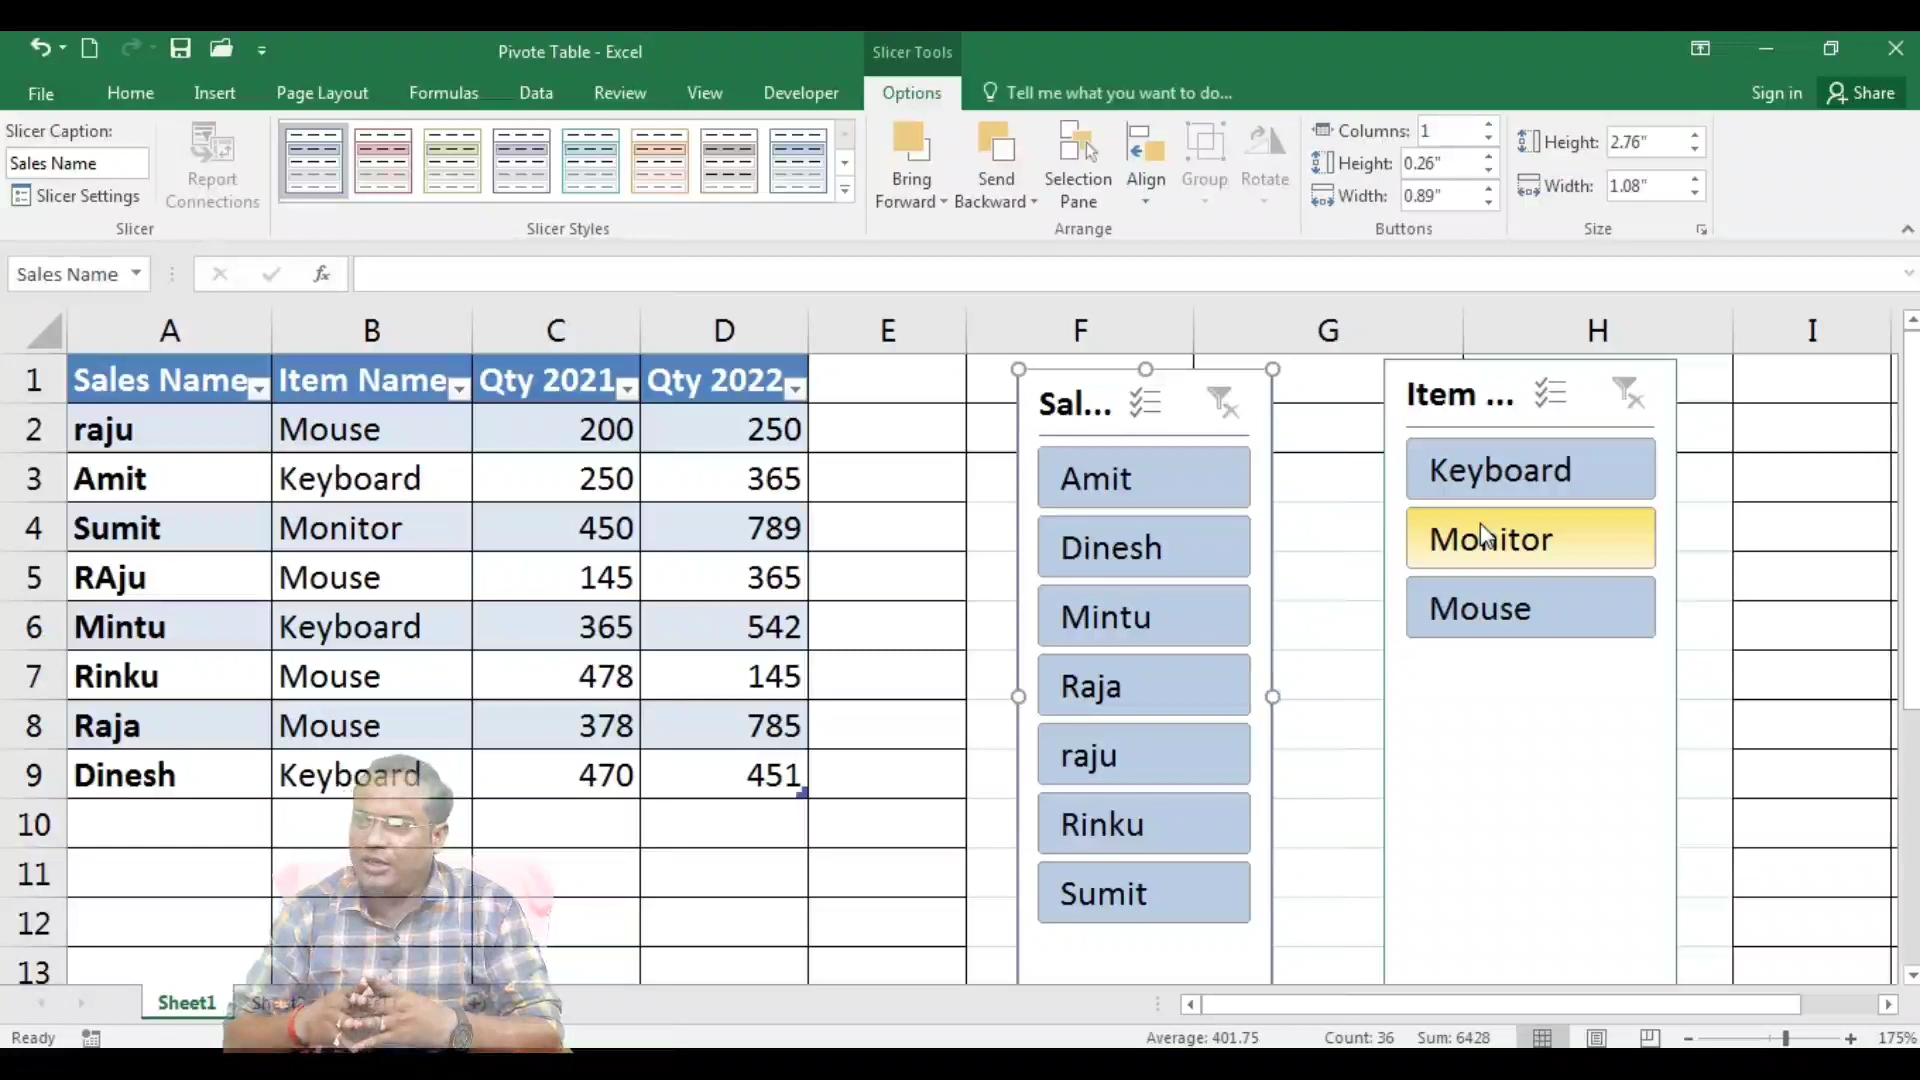 Pivote Table - Excel
Slicer Tools
File Home Insert Page Layout Formulas Data Review View Developer Options Tell me what you want to do... Sign in Share
Slicer Caption:
Sales Name
Slicer Settings
Report
Connections
Slicer
Slicer Styles
Bring
Forward
Send
Backward
Selection
Pane
Align
Group
Rotate
Arrange
Columns: 1
Height: 0.26"
Width: 0.89"
Buttons
Height: 2.76"
Width: 1.08"
Size
Sales Name fx
A B C D E F G H I
1 Sales Name Item Name Qty 2021 Qty 2022
2 raju Mouse 200 250
3 Amit Keyboard 250 365
4 Sumit Monitor 450 789
5 RAju Mouse 145 365
6 Mintu Keyboard 365 542
7 Rinku Mouse 478 145
8 Raja Mouse 378 785
9 Dinesh Keyboard 470 451
10
11
12
13
Sal...
Amit
Dinesh
Mintu
Raja
raju
Rinku
Sumit
Item ...
Keyboard
Monitor
Mouse
Sheet1
Ready Average: 401.75 Count: 36 Sum: 6428 175%